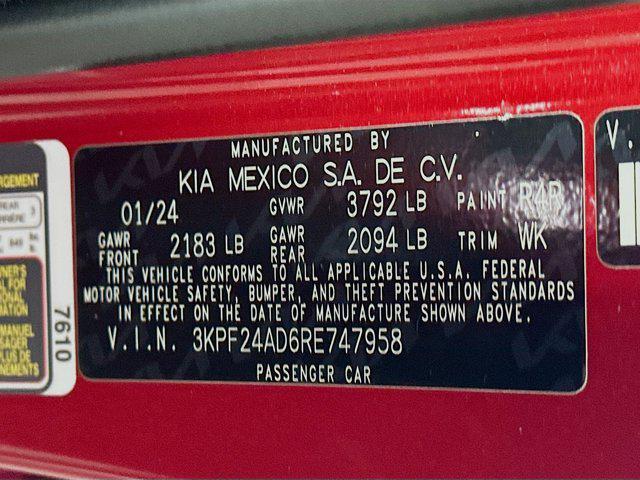 MANUFACTURED BY
KIA MEXICO S.A. DE C.V.
01/24 GVWR 3792 LB PAINT R4R
GAWR FRONT 2183 LB GAWR REAR 2094 LB TRIM WK
THIS VEHICLE CONFORMS TO ALL APPLICABLE U.S.A. FEDERAL
MOTOR VEHICLE SAFETY, BUMPER, AND THEFT PREVENTION STANDARDS
IN EFFECT ON THE DATE OF MANUFACTURE SHOWN ABOVE.
V.I.N. 3KPF24AD6RE747958
PASSENGER CAR
7610
V.